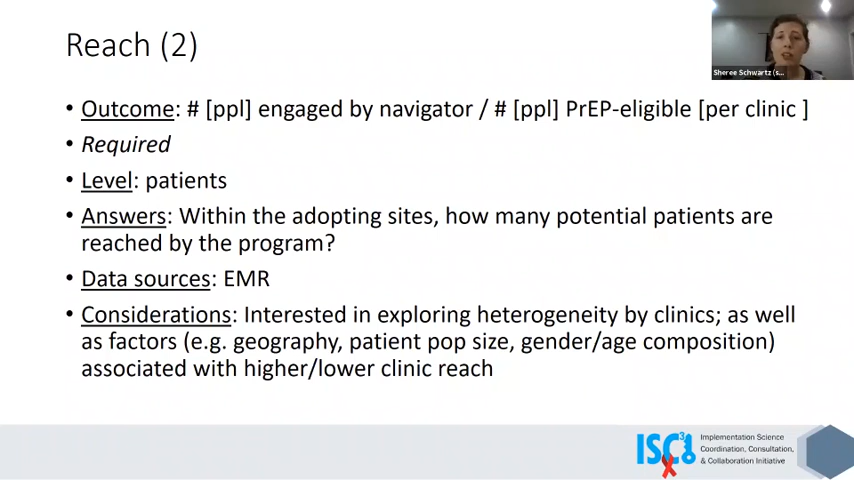 Reach (2)
Sheree Schwartz (s...
• Outcome: # [ppl] engaged by navigator / # [ppl] PrEP-eligible [per clinic ]
• Required
• Level: patients
• Answers: Within the adopting sites, how many potential patients are
reached by the program?
• Data sources: EMR
• Considerations: Interested in exploring heterogeneity by clinics; as well
as factors (e.g. geography, patient pop size, gender/age composition)
associated with higher/lower clinic reach
ISC3I
Implementation Science
Coordination, Consultation,
& Collaboration Initiative